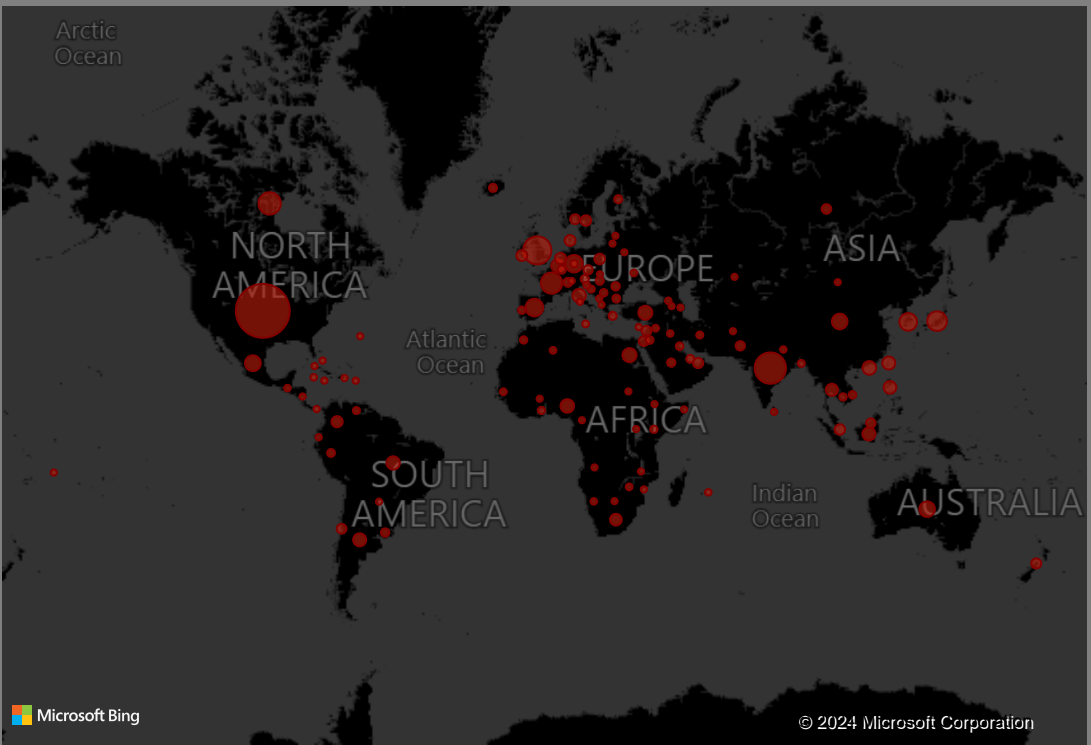 Arctic
Ocean
NORTH
AMERICA
EUROPE
ASIA
Atlantic
Ocean
AFRICA
SOUTH
AMERICA
Indian
Ocean
AUSTRALIA
Microsoft Bing
© 2024 Microsoft Corporation